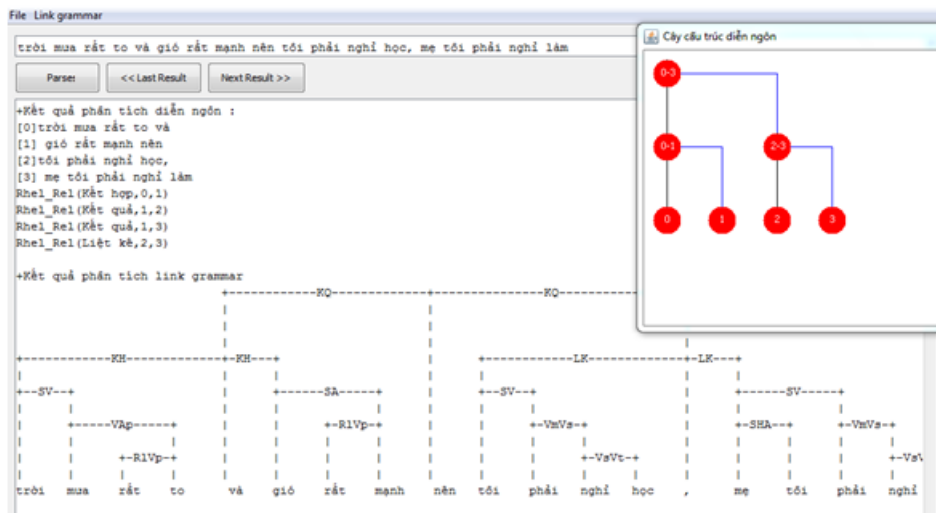 File Link grammar
trời mưa rất to và gió rất mạnh nên tôi phải nghỉ học, mẹ tôi phải nghỉ làm
Parser << Last Result Next Result >>
+Kết quả phân tích diễn ngôn :
[0]trời mưa rất to và
[1] gió rất mạnh nên
[2]tôi phải nghỉ học,
[3] mẹ tôi phải nghỉ làm
Rhel_Rel(Kết hợp,0,1)
Rhel_Rel(Kết quả,1,2)
Rhel_Rel(Kết quả,1,3)
Rhel_Rel(Liệt kê,2,3)
+Kết quả phân tích link grammar
KQ KQ
KH KH LK LK
SV SA SV SV
VAp RlVp VmVs SHA VmVs
RlVp VsVt
trời mưa rất to và gió rất mạnh nên tôi phải nghỉ học , mẹ tôi phải nghỉ
Cây cấu trúc diễn ngôn
0-3
0-1 2-3
0 1 2 3